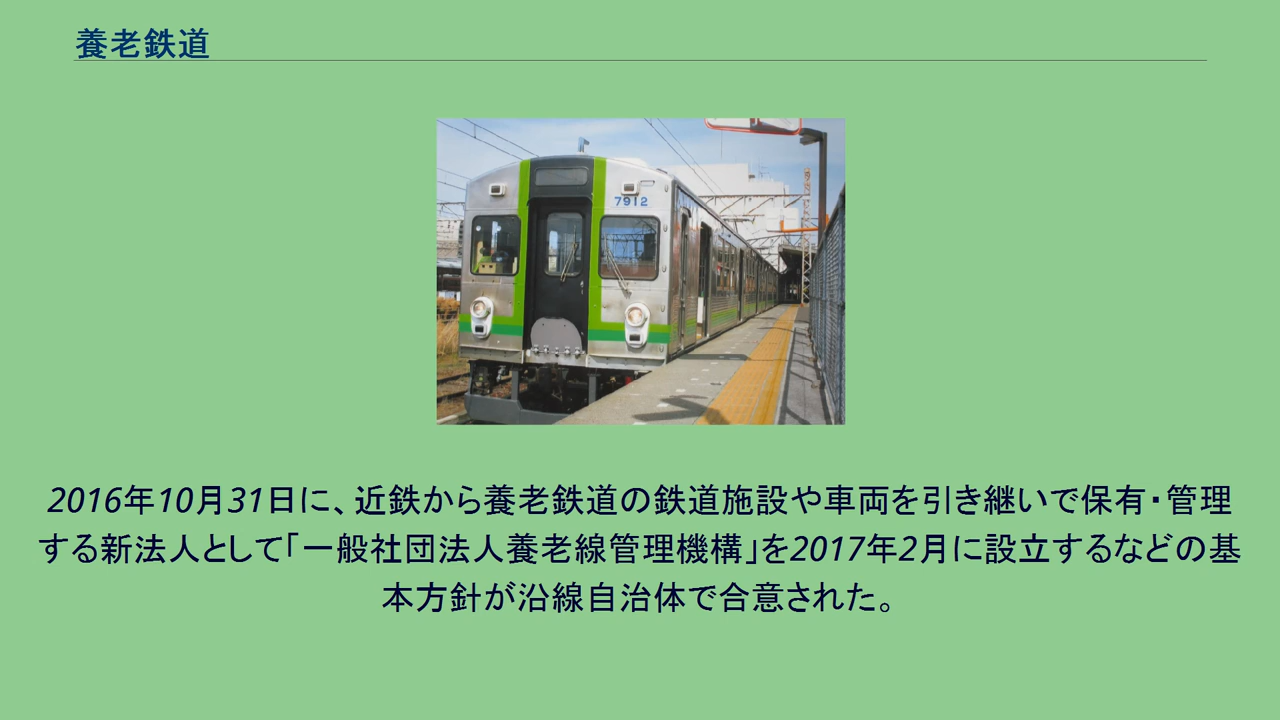 養老鉄道
7912
2016年10月31日に、近鉄から養老鉄道の鉄道施設や車両を引き継いで保有・管理
する新法人として「一般社団法人養老線管理機構」を2017年2月に設立するなどの基
本方針が沿線自治体で合意された。